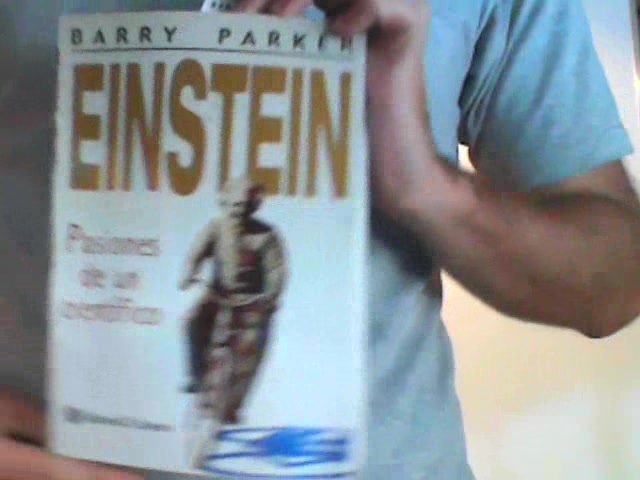 BARRY PARKER
EINSTEIN
Pasiones
de un
científico